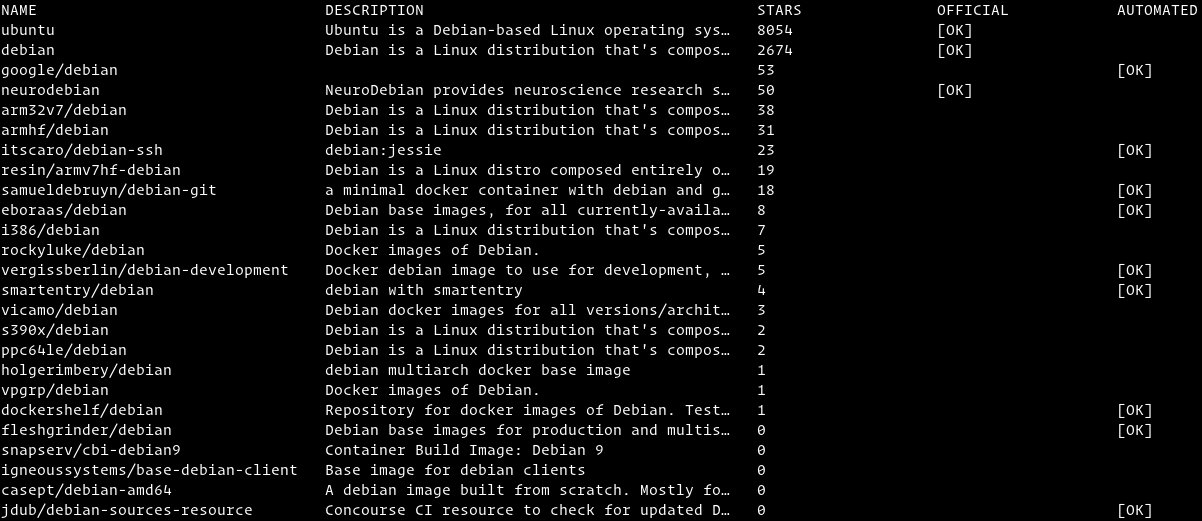 NAME DESCRIPTION STARS OFFICIAL AUTOMATED
ubuntu Ubuntu is a Debian-based Linux operating sys… 8054 [OK]
debian Debian is a Linux distribution that's compos… 2674 [OK]
google/debian 53 [OK]
neurodebian NeuroDebian provides neuroscience research s… 50 [OK]
arm32v7/debian Debian is a Linux distribution that's compos… 38
armhf/debian Debian is a Linux distribution that's compos… 31
itscaro/debian-ssh debian:jessie 23 [OK]
resin/armv7hf-debian Debian is a Linux distro composed entirely o… 19
samueldebruyn/debian-git a minimal docker container with debian and g… 18 [OK]
eboraas/debian Debian base images, for all currently-availa… 8 [OK]
i386/debian Debian is a Linux distribution that's compos… 7
rockyluke/debian Docker images of Debian. 5
vergissberlin/debian-development Docker debian image to use for development, … 5 [OK]
smartentry/debian debian with smartentry 4 [OK]
vicamo/debian Debian docker images for all versions/archit… 3
s390x/debian Debian is a Linux distribution that's compos… 2
ppc64le/debian Debian is a Linux distribution that's compos… 2
holgerimbery/debian debian multiarch docker base image 1
vpgrp/debian Docker images of Debian. 1
dockershelf/debian Repository for docker images of Debian. Test… 1 [OK]
fleshgrinder/debian Debian base images for production and multis… 0 [OK]
snapserv/cbi-debian9 Container Build Image: Debian 9 0
igneoussystems/base-debian-client Base image for debian clients 0
casept/debian-amd64 A debian image built from scratch. Mostly fo… 0
jdub/debian-sources-resource Concourse CI resource to check for updated D… 0 [OK]